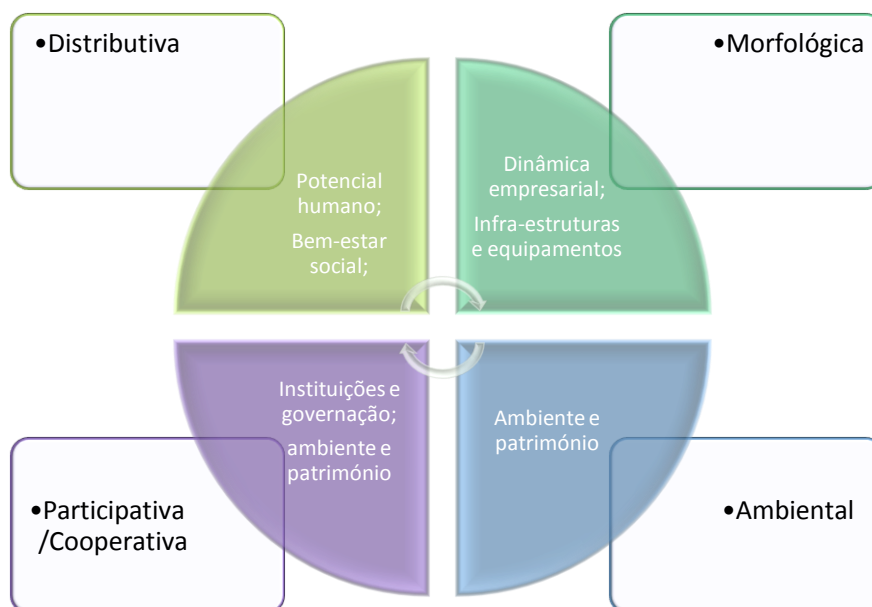 •Distributiva
•Morfológica
Potencial
humano;
Bem-estar
social;
Dinâmica
empresarial;
Infra-estruturas
e equipamentos
Instituições e
governação;
ambiente e
património
Ambiente e
património
•Participativa
/Cooperativa
•Ambiental